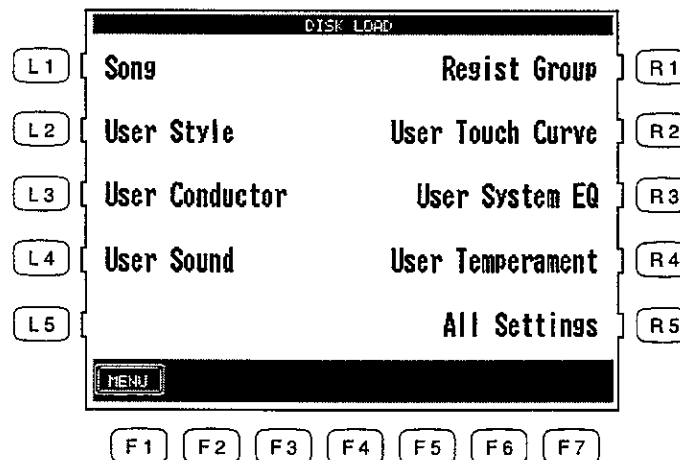 DISK LOAD
L1 Song Regist Group R1
L2 User Style User Touch Curve R2
L3 User Conductor User System EQ R3
L4 User Sound User Temperament R4
L5 All Settings R5
MENU
F1 F2 F3 F4 F5 F6 F7